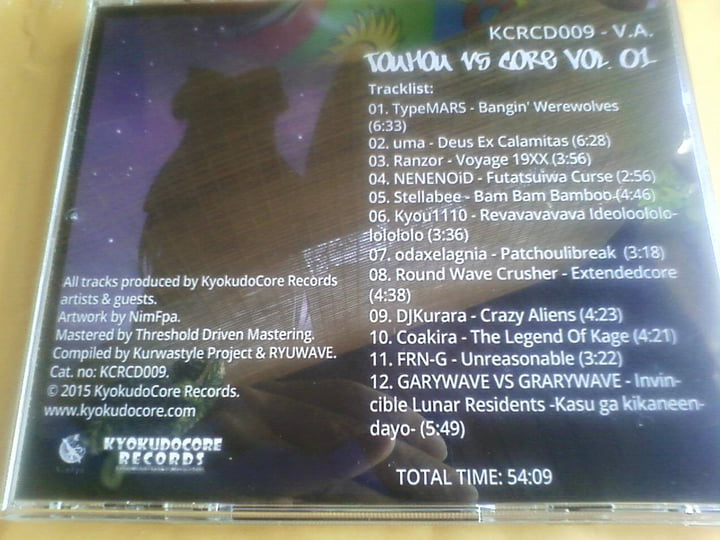 KCRCD009 - V.A.
TOUHOU VS CORE VOL. 01
Tracklist:
01. TypeMARS - Bangin' Werewolves
(6:33)
02. uma - Deus Ex Calamitas (6:28)
03. Ranzor - Voyage 19XX (3:56)
04. NENENOiD - Futatsuiwa Curse (2:56)
05. Stellabee - Bam Bam Bamboo (4:46)
06. Kyou1110 - Revavavavava Ideoloololo-
lolololo (3:36)
07. odaxelagnia - Patchoulibreak (3:18)
08. Round Wave Crusher - Extendedcore
(4:38)
09. DJKurara - Crazy Aliens (4:23)
10. Coakira - The Legend Of Kage (4:21)
11. FRN-G - Unreasonable (3:22)
12. GARYWAVE VS GRARYWAVE - Invin-
cible Lunar Residents -Kasu ga kikaneen-
dayo- (5:49)
TOTAL TIME: 54:09
All tracks produced by KyokudoCore Records
artists & guests.
Artwork by NimFpa.
Mastered by Threshold Driven Mastering.
Compiled by Kurwastyle Project & RYUWAVE.
Cat. no: KCRCD009.
© 2015 KyokudoCore Records.
www.kyokudocore.com
KYOKUDOCORE
RECORDS